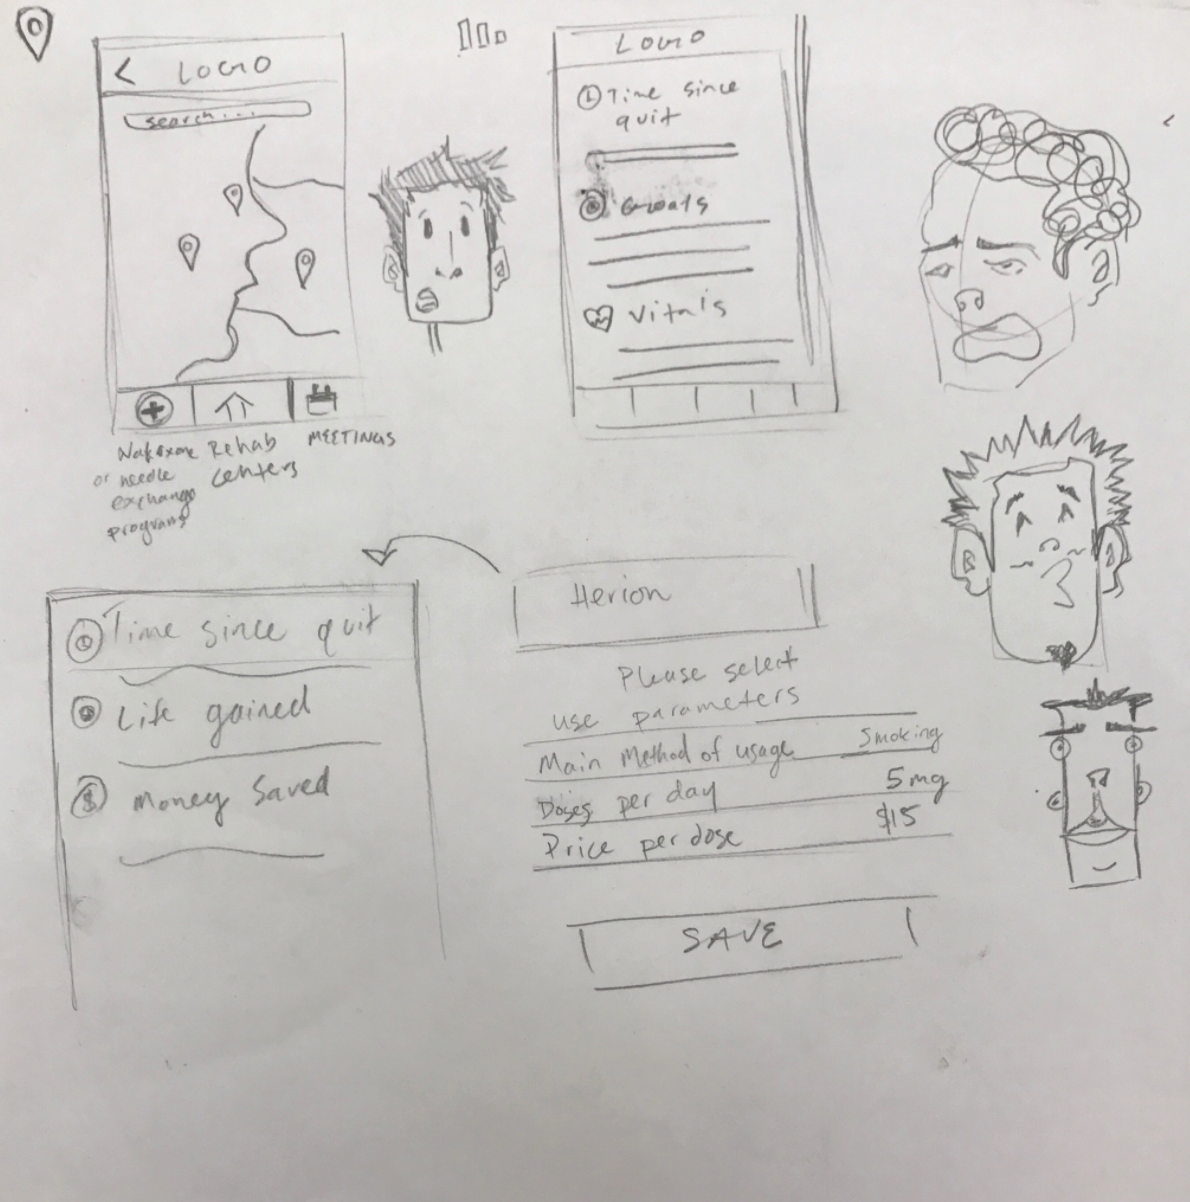 < LOGO
search...
Naloxone
or needle
exchange
programs
Rehab
centers
MEETINGS
LOGO
Time since
quit
Goals
Vitals
Time since quit
Life gained
$ Money Saved
Herion
Please select
use parameters
Main Method of usage Smoking
Doses per day 5mg
Price per dose $15
SAVE